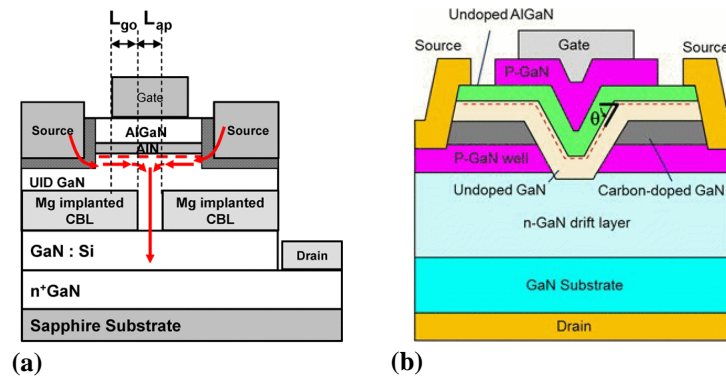 L_go L_ap
Gate
Source
Source
AlGaN
AlN
UID GaN
Mg implanted
CBL
Mg implanted
CBL
GaN : Si
Drain
n⁺GaN
Sapphire Substrate
(a)
Undoped AlGaN
Source
Gate
Source
P-GaN
θ
P-GaN well
Undoped GaN
Carbon-doped GaN
n-GaN drift layer
GaN Substrate
Drain
(b)